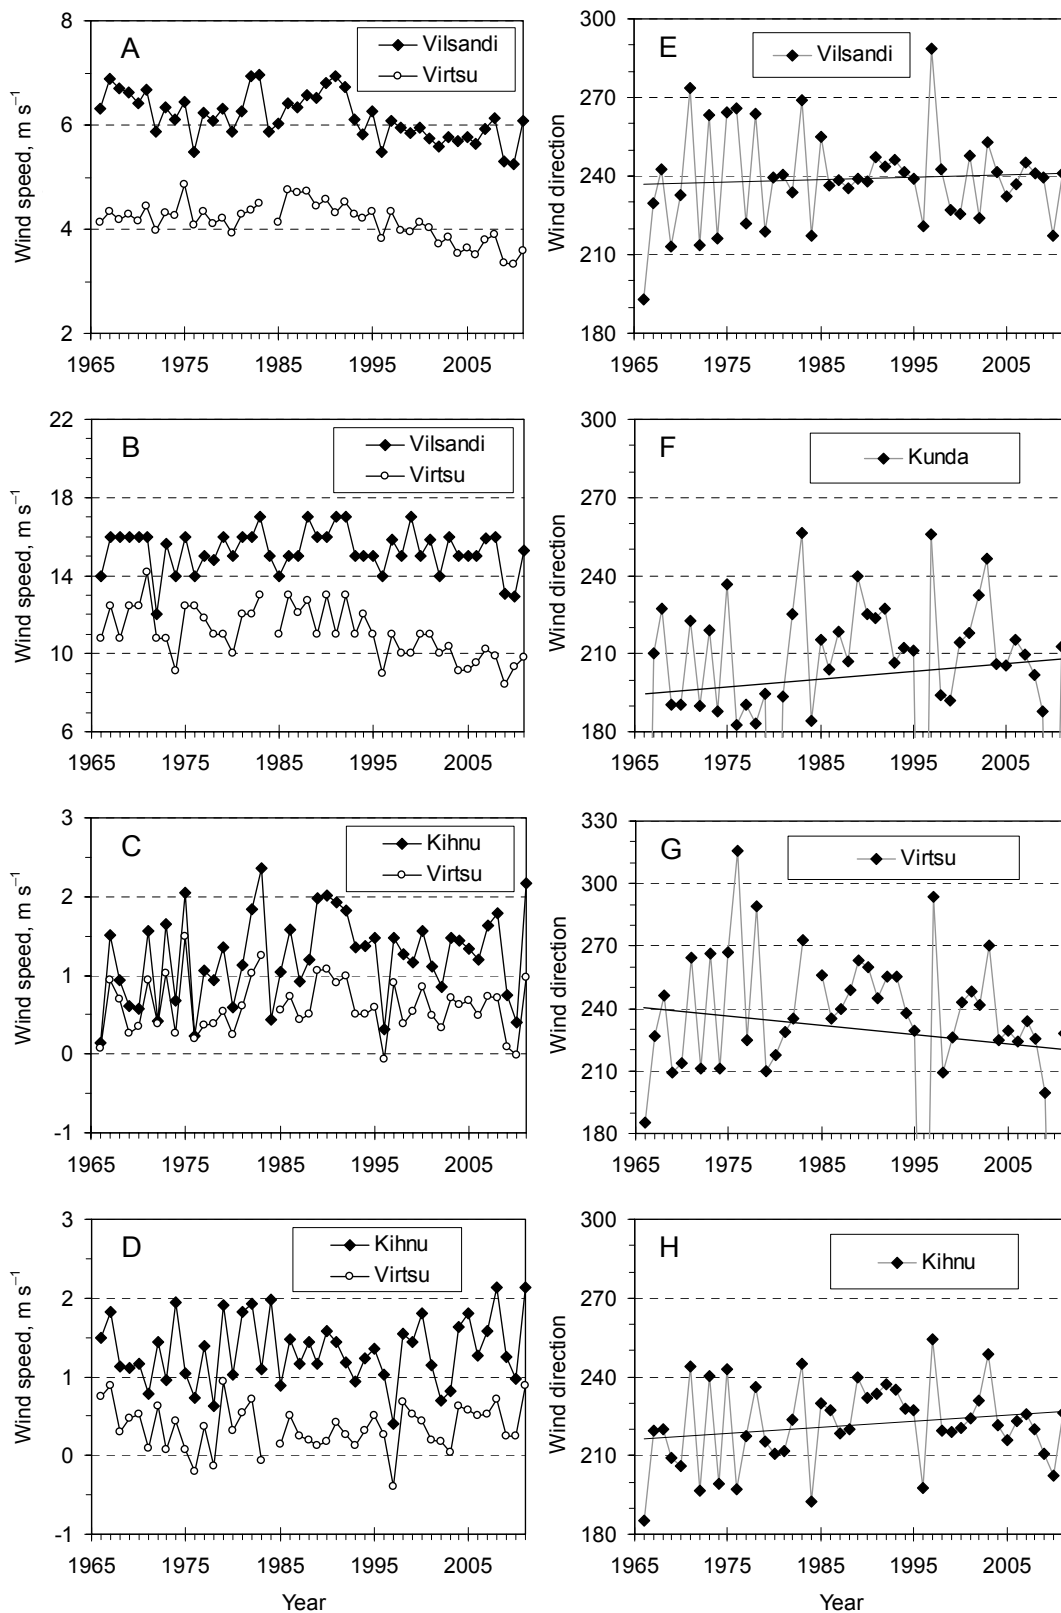 A
Vilsandi
Virtsu
Wind speed, m s⁻¹
8
6
4
2
1965 1975 1985 1995 2005
E
Vilsandi
Wind direction
300
270
240
210
180
1965 1975 1985 1995 2005
B
Vilsandi
Virtsu
Wind speed, m s⁻¹
22
18
14
10
6
1965 1975 1985 1995 2005
F
Kunda
Wind direction
300
270
240
210
180
1965 1975 1985 1995 2005
C
Kihnu
Virtsu
Wind speed, m s⁻¹
3
2
1
0
-1
1965 1975 1985 1995 2005
G
Virtsu
Wind direction
330
300
270
240
210
180
1965 1975 1985 1995 2005
D
Kihnu
Virtsu
Wind speed, m s⁻¹
3
2
1
0
-1
1965 1975 1985 1995 2005
Year
H
Kihnu
Wind direction
300
270
240
210
180
1965 1975 1985 1995 2005
Year